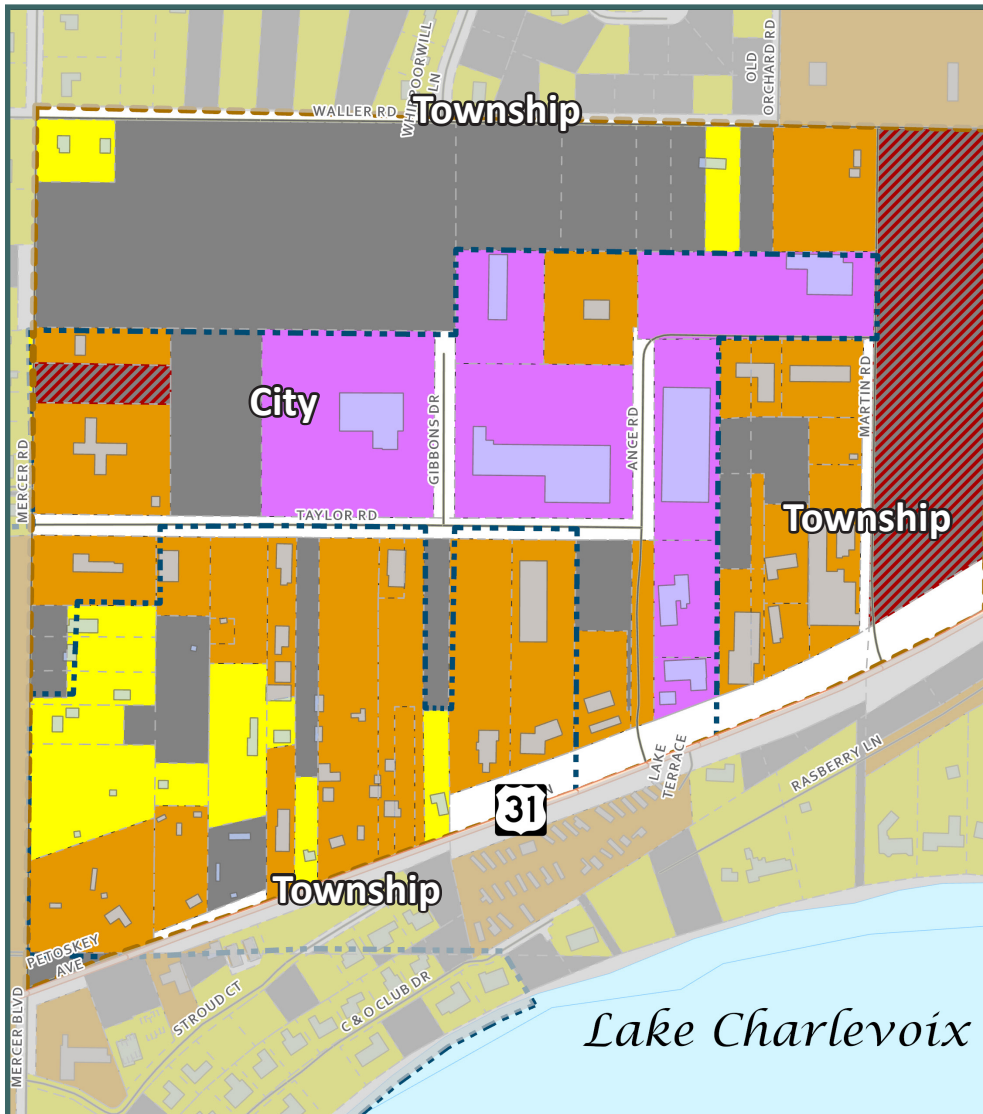 WHIPPOORWILL
LN
OLD
ORCHARD RD
WALLER RD
Township
City
GIBBONS DR
ANCE RD
MARTIN RD
MERCER RD
TAYLOR RD
Township
LAKE
TERRACE
RASBERRY LN
31
Township
PETOSKEY
AVE
STROUD CT
C & O CLUB DR
MERCER BLVD
Lake Charlevoix